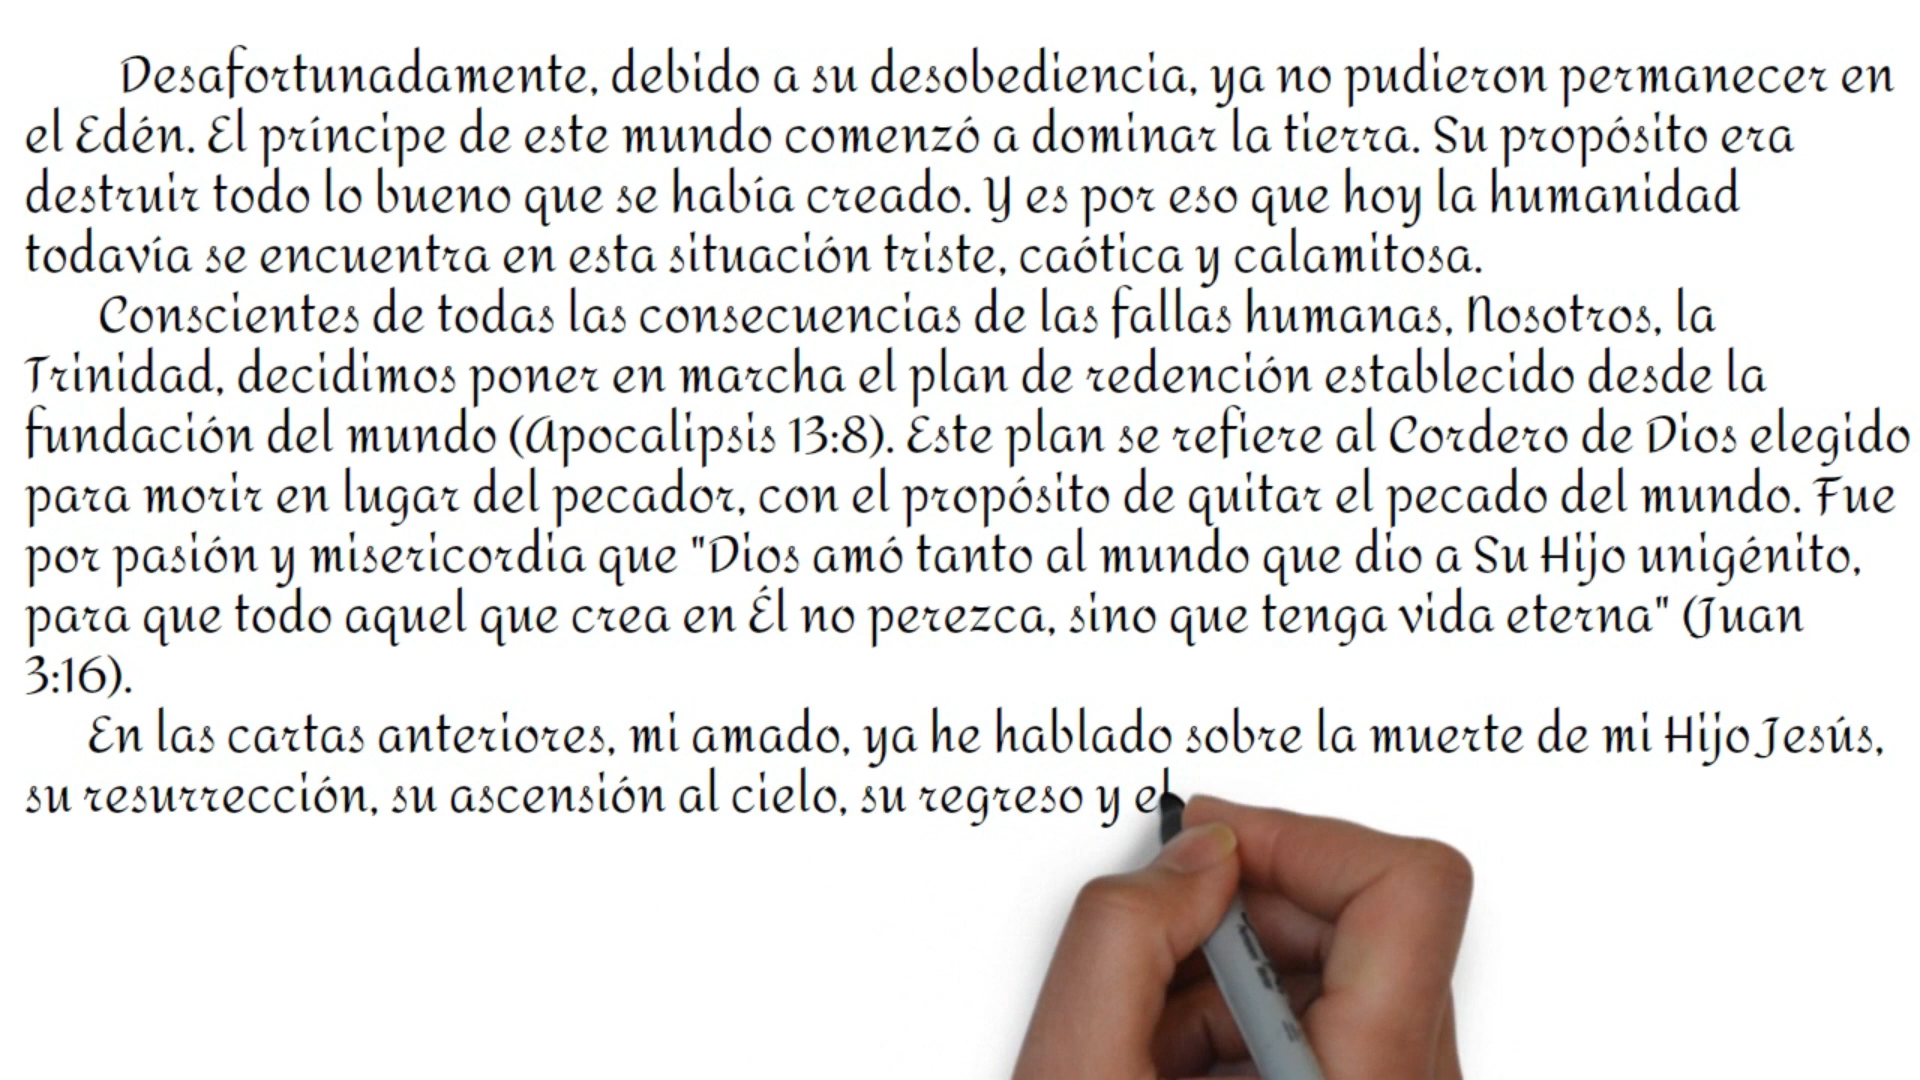 Desafortunadamente, debido a su desobediencia, ya no pudieron permanecer en
el Edén. El príncipe de este mundo comenzó a dominar la tierra. Su propósito era
destruir todo lo bueno que se había creado. Y es por eso que hoy la humanidad
todavía se encuentra en esta situación triste, caótica y calamitosa.
Conscientes de todas las consecuencias de las fallas humanas, Nosotros, la
Trinidad, decidimos poner en marcha el plan de redención establecido desde la
fundación del mundo (Apocalipsis 13:8). Este plan se refiere al Cordero de Dios elegido
para morir en lugar del pecador, con el propósito de quitar el pecado del mundo. Fue
por pasión y misericordia que "Dios amó tanto al mundo que dio a Su Hijo unigénito,
para que todo aquel que crea en Él no perezca, sino que tenga vida eterna" (Juan
3:16).
En las cartas anteriores, mi amado, ya he hablado sobre la muerte de mi Hijo Jesús,
su resurrección, su ascensión al cielo, su regreso y el